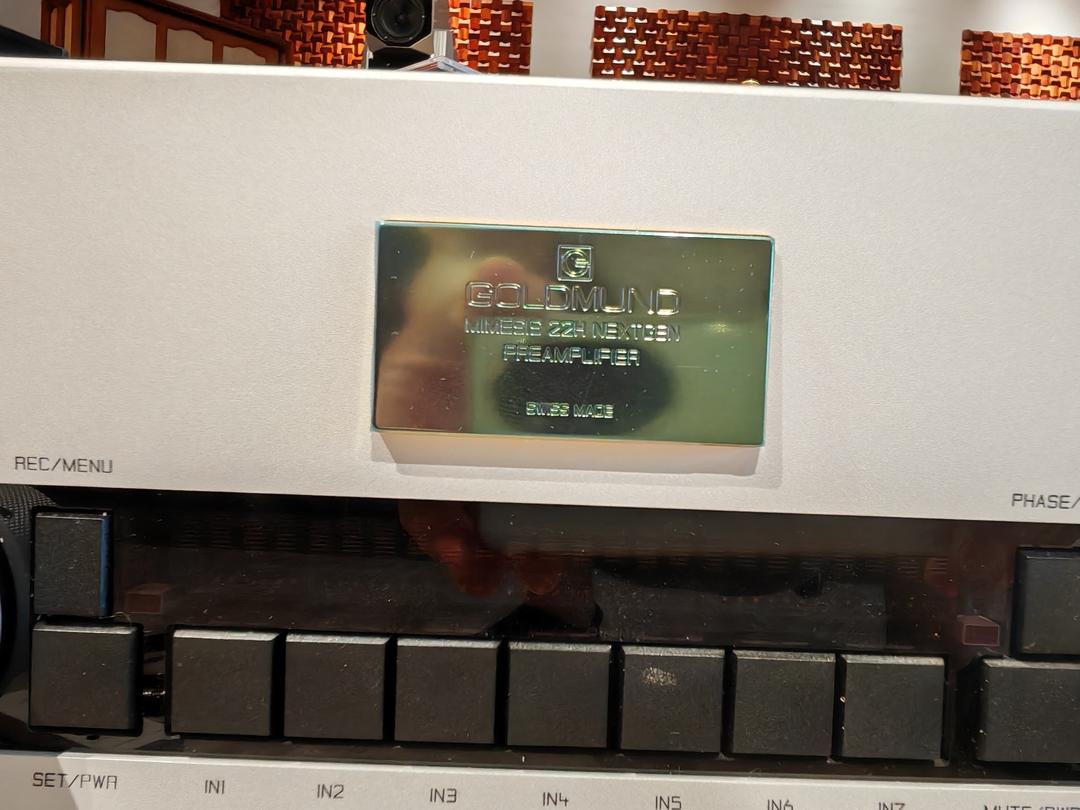 G
GOLDMUND
MIMESIS 22H NEXTGEN
PREAMPLIFIER
SWISS MADE
REC/MENU
PHASE/
SET/PWR
IN1
IN2
IN3
IN4
IN5
IN6
IN7